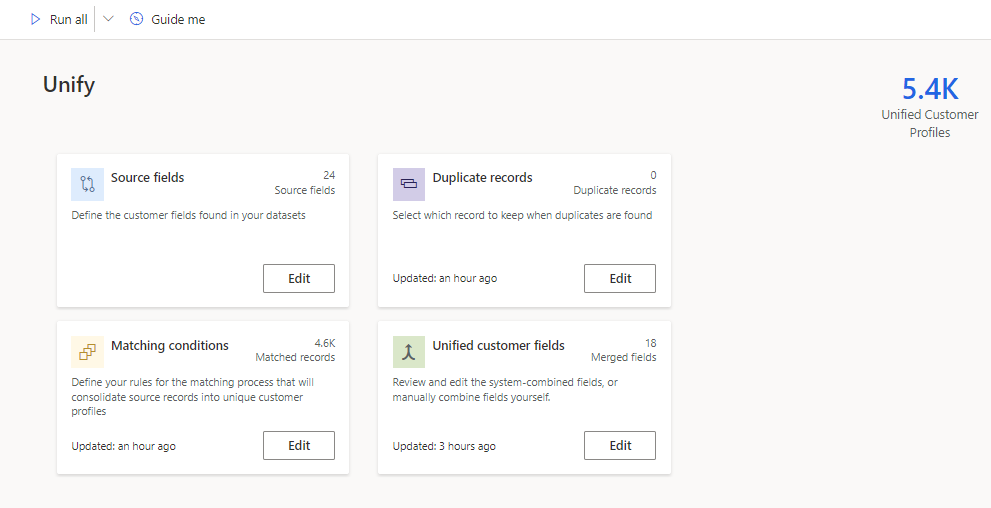 Run all
Guide me
Unify
5.4K
Unified Customer
Profiles
Source fields
24
Source fields
Define the customer fields found in your datasets
Edit
Duplicate records
0
Duplicate records
Select which record to keep when duplicates are found
Updated: an hour ago
Edit
Matching conditions
4.6K
Matched records
Define your rules for the matching process that will
consolidate source records into unique customer
profiles
Updated: an hour ago
Edit
Unified customer fields
18
Merged fields
Review and edit the system-combined fields, or
manually combine fields yourself.
Updated: 3 hours ago
Edit